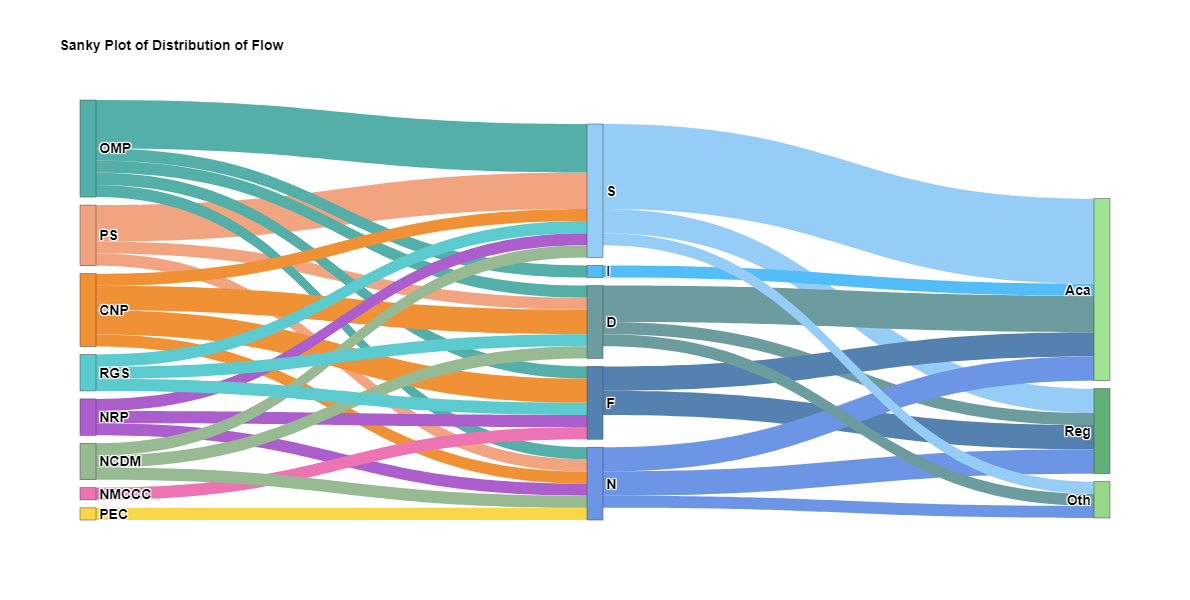 Sanky Plot of Distribution of Flow
OMP
PS
CNP
RGS
NRP
NCDM
NMCCC
PEC
S
I
D
F
N
Aca
Reg
Oth